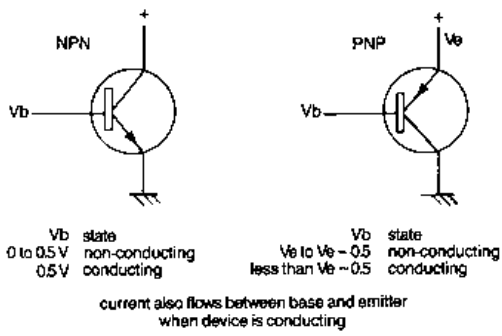 + +
NPN PNP Ve
Vb Vb
Vb state Vb state
0 to 0.5 V non-conducting Ve to Ve - 0.5 non-conducting
0.5 V conducting less than Ve - 0.5 conducting
current also flows between base and emitter
when device is conducting